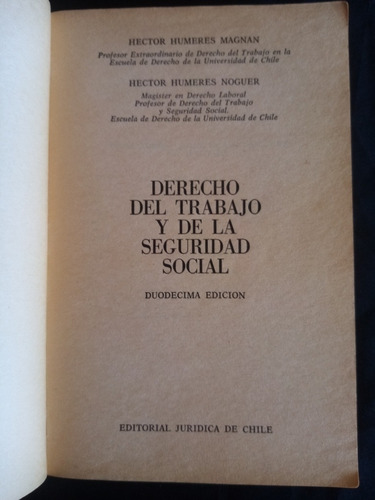 HECTOR HUMERES MAGNAN
Profesor Extraordinario de Derecho del Trabajo en la
Escuela de Derecho de la Universidad de Chile
HECTOR HUMERES NOGUER
Magister en Derecho Laboral
Profesor de Derecho del Trabajo
y Seguridad Social.
Escuela de Derecho de la Universidad de Chile
DERECHO
DEL TRABAJO
Y DE LA
SEGURIDAD
SOCIAL
DUODECIMA EDICION
EDITORIAL JURIDICA DE CHILE